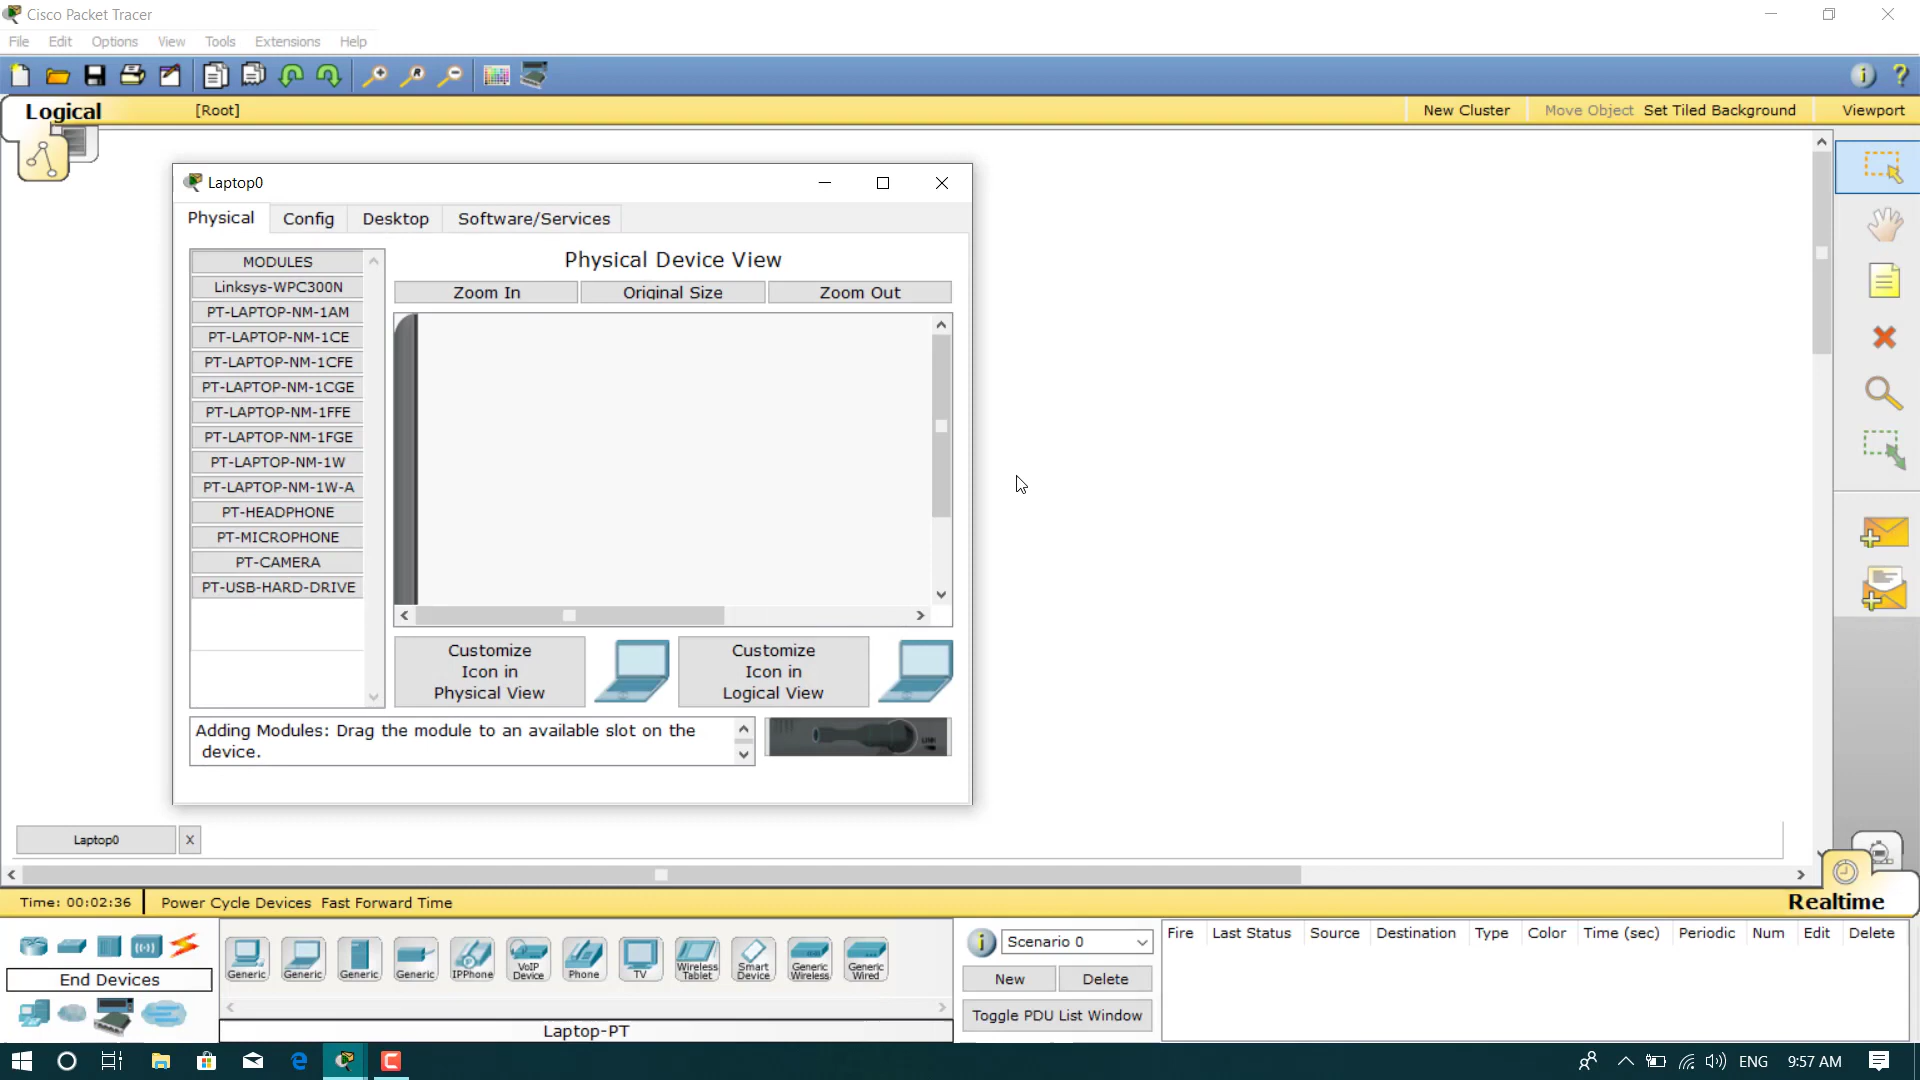 Cisco Packet Tracer
File Edit Options View Tools Extensions Help
Logical [Root] New Cluster Move Object Set Tiled Background Viewport
Laptop0
Physical Config Desktop Software/Services
MODULES
Linksys-WPC300N
PT-LAPTOP-NM-1AM
PT-LAPTOP-NM-1CE
PT-LAPTOP-NM-1CFE
PT-LAPTOP-NM-1CGE
PT-LAPTOP-NM-1FFE
PT-LAPTOP-NM-1FGE
PT-LAPTOP-NM-1W
PT-LAPTOP-NM-1W-A
PT-HEADPHONE
PT-MICROPHONE
PT-CAMERA
PT-USB-HARD-DRIVE
Physical Device View
Zoom In Original Size Zoom Out
Customize
Icon in
Physical View
Customize
Icon in
Logical View
Adding Modules: Drag the module to an available slot on the
device.
Laptop0 X
Time: 00:02:36 Power Cycle Devices Fast Forward Time Realtime
End Devices
Generic Generic Generic Generic IPPhone VoIP Device Phone TV Wireless Tablet Smart Device Generic Wireless Generic Wired
Laptop-PT
Scenario 0
New Delete
Toggle PDU List Window
Fire Last Status Source Destination Type Color Time (sec) Periodic Num Edit Delete
ENG 9:57 AM